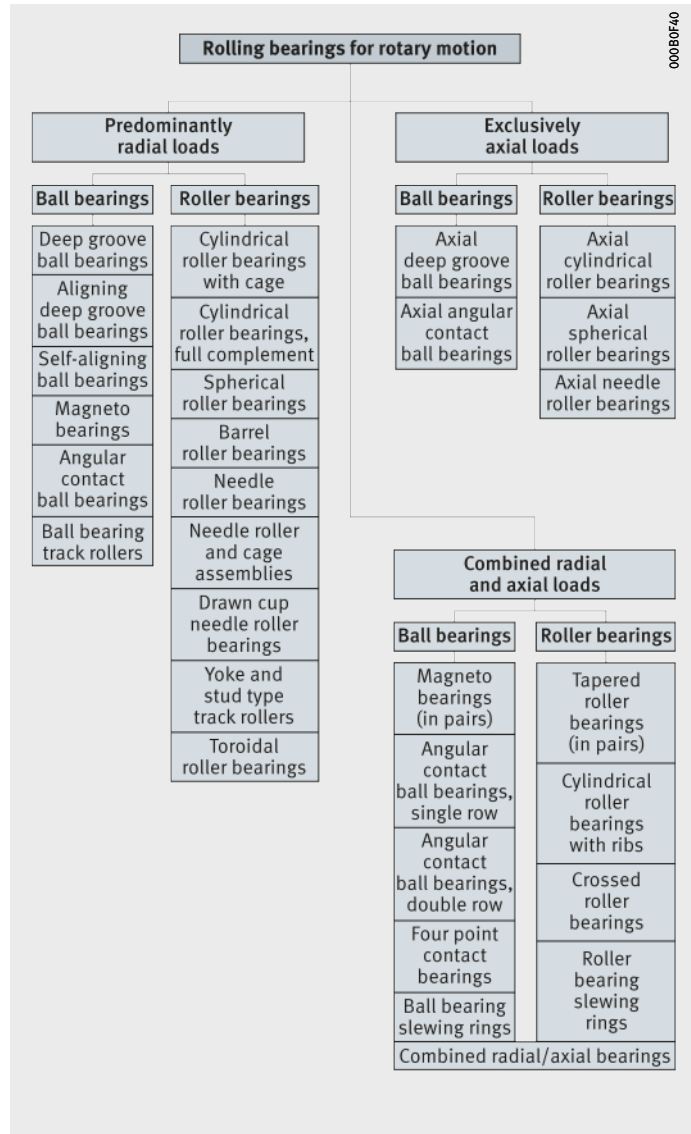 000B0F40
Rolling bearings for rotary motion
Predominantly
radial loads
Ball bearings
Deep groove
ball bearings
Aligning
deep groove
ball bearings
Self-aligning
ball bearings
Magneto
bearings
Angular
contact
ball bearings
Ball bearing
track rollers
Roller bearings
Cylindrical
roller bearings
with cage
Cylindrical
roller bearings,
full complement
Spherical
roller bearings
Barrel
roller bearings
Needle
roller bearings
Needle roller
and cage
assemblies
Drawn cup
needle roller
bearings
Yoke and
stud type
track rollers
Toroidal
roller bearings
Exclusively
axial loads
Ball bearings
Axial
deep groove
ball bearings
Axial angular
contact
ball bearings
Roller bearings
Axial
cylindrical
roller bearings
Axial
spherical
roller bearings
Axial needle
roller bearings
Combined radial
and axial loads
Ball bearings
Magneto
bearings
(in pairs)
Angular
contact
ball bearings,
single row
Angular
contact
ball bearings,
double row
Four point
contact
bearings
Ball bearing
slewing rings
Roller bearings
Tapered
roller
bearings
(in pairs)
Cylindrical
roller
bearings
with ribs
Crossed
roller
bearings
Roller
bearing
slewing
rings
Combined radial/axial bearings